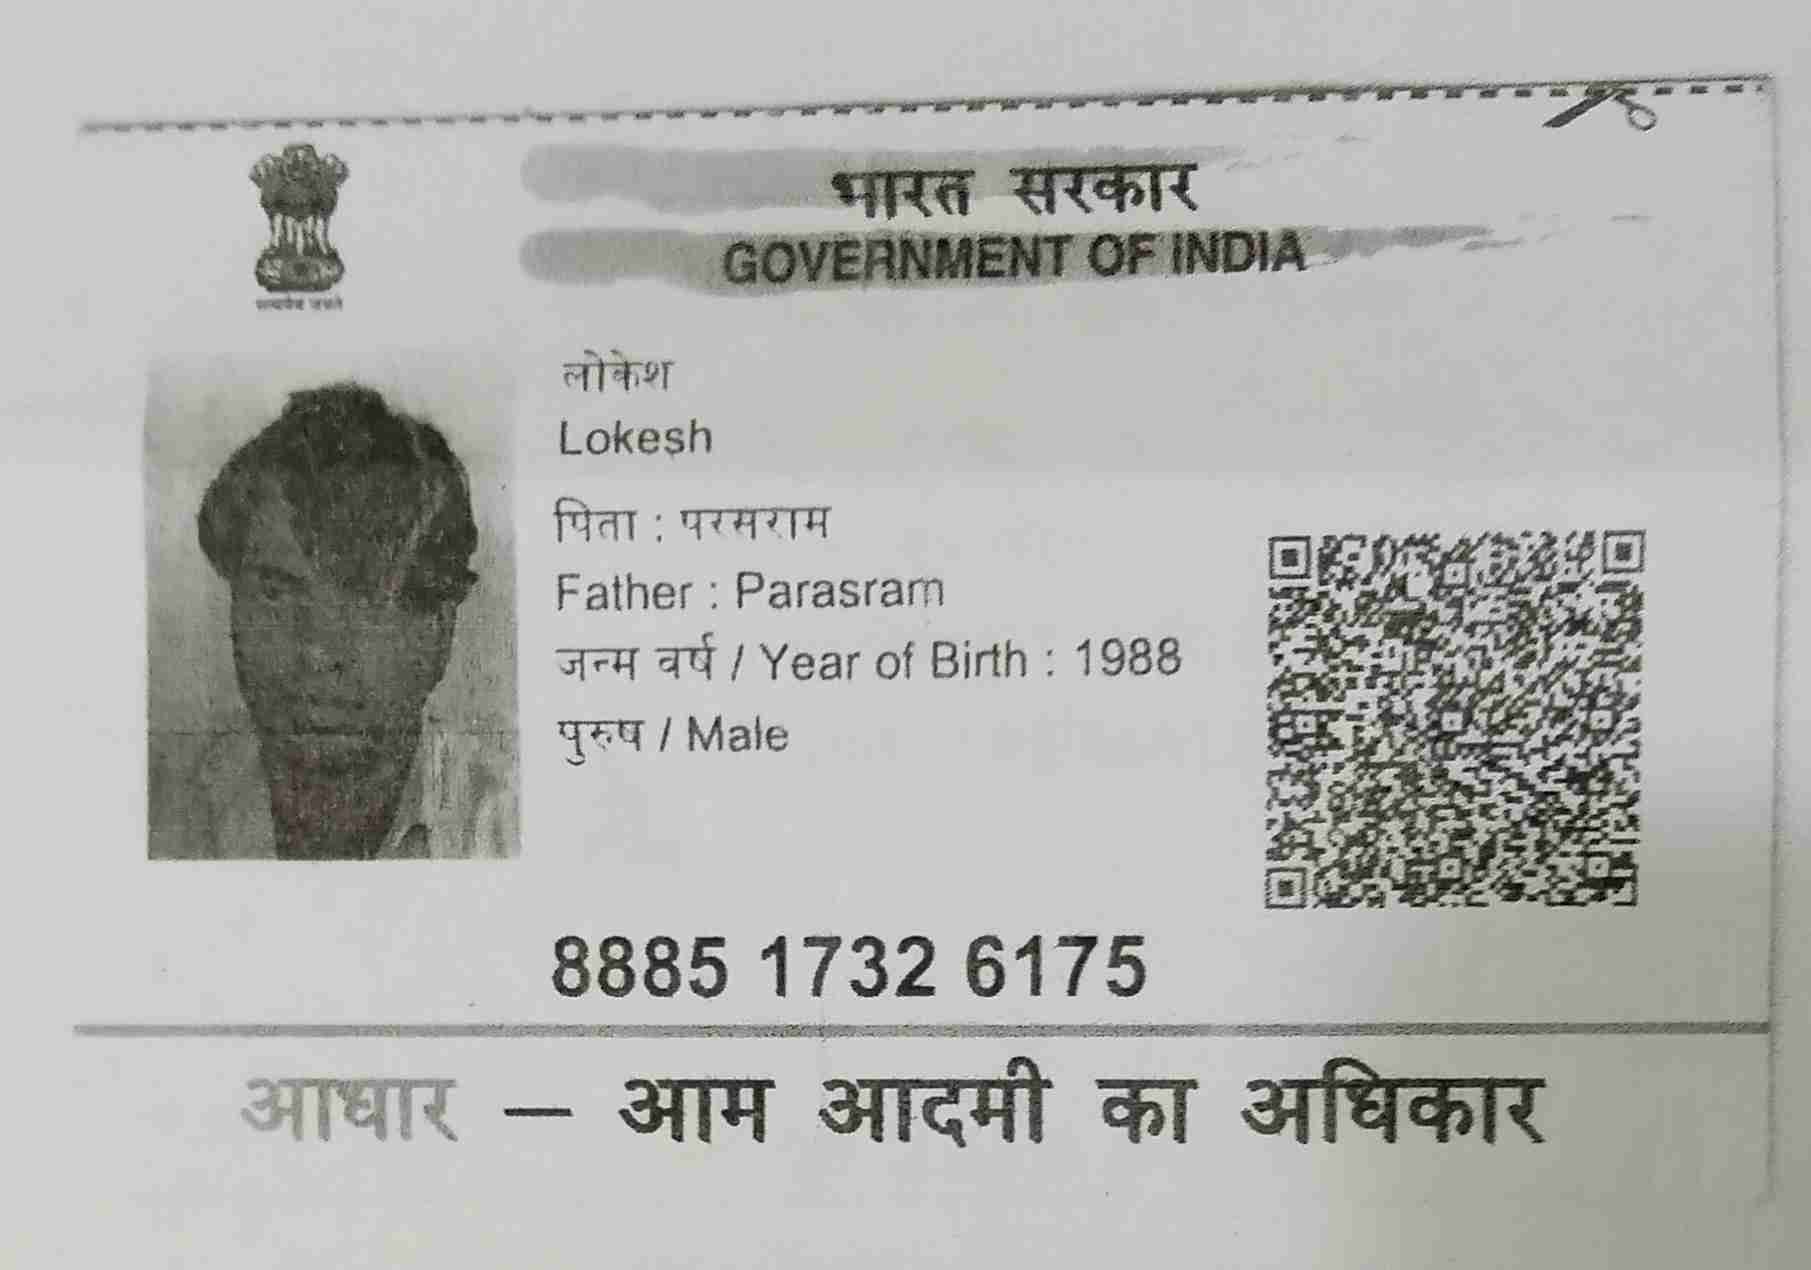 भारत सरकार
GOVERNMENT OF INDIA
सत्यमेव जयते
लोकेश
Lokesh
पिता : परसराम
Father : Parasram
जन्म वर्ष / Year of Birth : 1988
पुरुष / Male
8885 1732 6175
आधार — आम आदमी का अधिकार